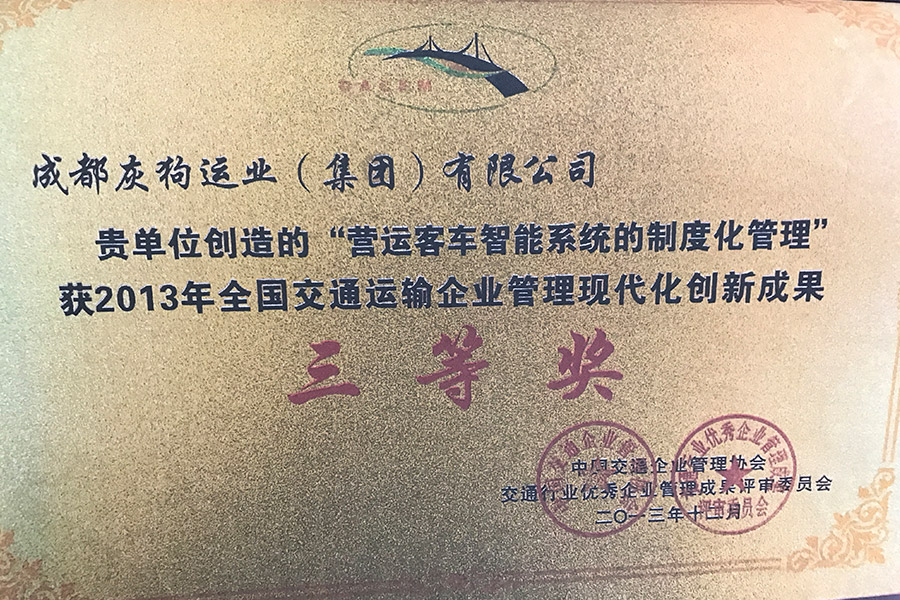 成都灰狗运业（集团）有限公司
贵单位创造的“营运客车智能系统的制度化管理”
获2013年全国交通运输企业管理现代化创新成果
三等奖
中国交通企业管理协会
交通行业优秀企业管理成果评审委员会
二〇一三年十二月